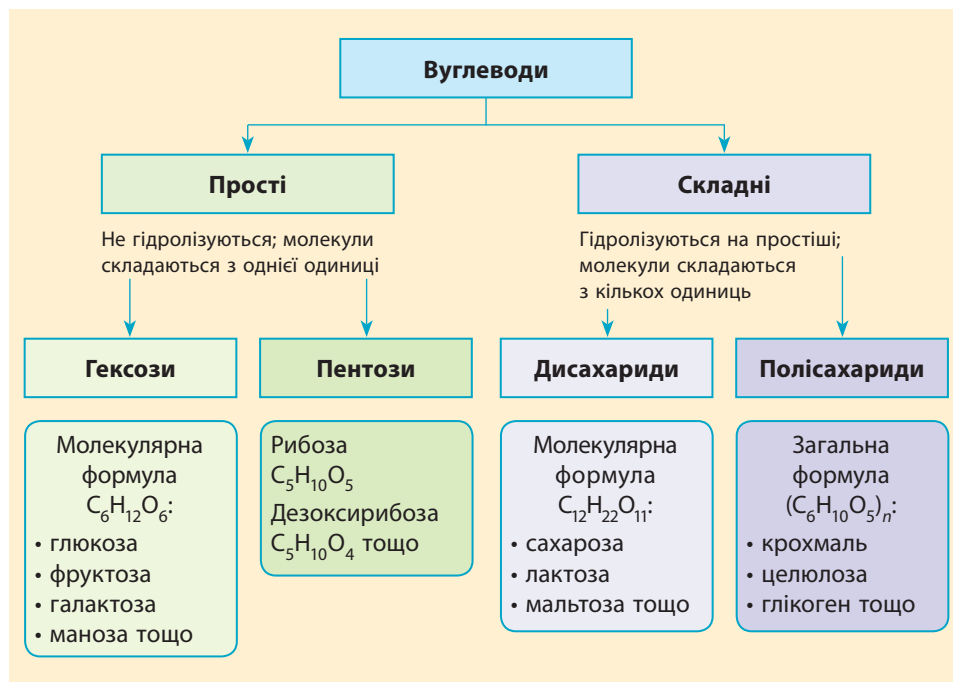 Вуглеводи
Прості
Складні
Не гідролізуються; молекули
складаються з однієї одиниці
Гідролізуються на простіші;
молекули складаються
з кількох одиниць
Гексози
Пентози
Дисахариди
Полісахариди
Молекулярна
формула
C₆H₁₂O₆:
• глюкоза
• фруктоза
• галактоза
• маноза тощо
Рибоза
C₅H₁₀O₅
Дезоксирибоза
C₅H₁₀O₄ тощо
Молекулярна
формула
C₁₂H₂₂O₁₁:
• сахароза
• лактоза
• мальтоза тощо
Загальна
формула
(C₆H₁₀O₅)ₙ:
• крохмаль
• целюлоза
• глікоген тощо